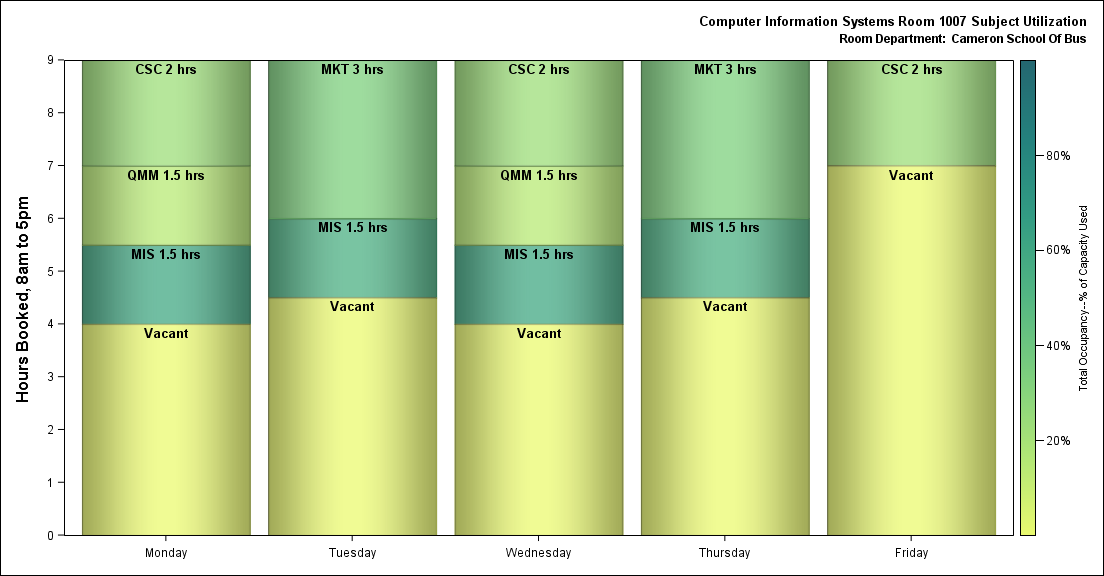 Computer Information Systems Room 1007 Subject Utilization
Room Department: Cameron School Of Bus
Hours Booked, 8am to 5pm
9
8
7
6
5
4
3
2
1
0
CSC 2 hrs
QMM 1.5 hrs
MIS 1.5 hrs
Vacant
MKT 3 hrs
MIS 1.5 hrs
Vacant
CSC 2 hrs
QMM 1.5 hrs
MIS 1.5 hrs
Vacant
MKT 3 hrs
MIS 1.5 hrs
Vacant
CSC 2 hrs
Vacant
Monday
Tuesday
Wednesday
Thursday
Friday
80%
60%
40%
20%
Total Occupancy--% of Capacity Used